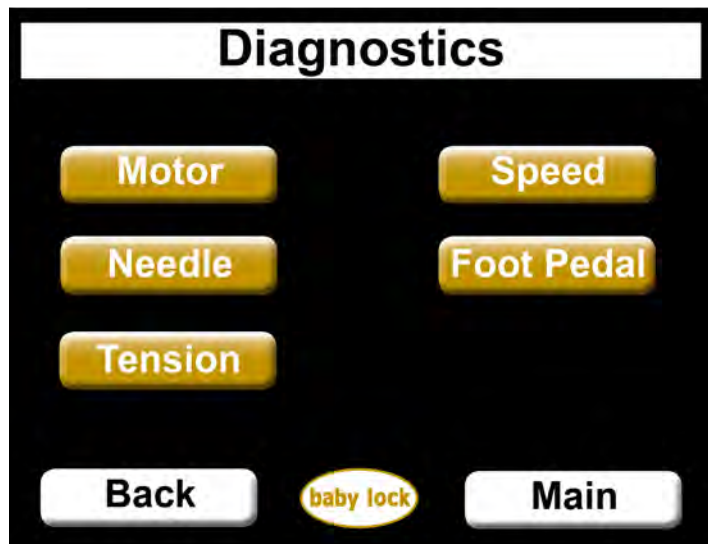 Diagnostics
Motor
Speed
Needle
Foot Pedal
Tension
Back
baby lock
Main